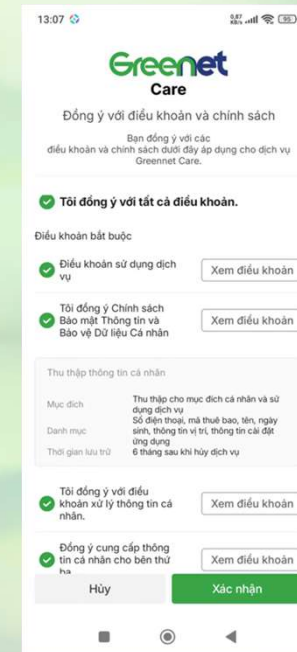 13:07
0,87 KB/s
95
Greenet
Care
Đồng ý với điều khoản và chính sách
Bạn đồng ý với các
điều khoản và chính sách dưới đây áp dụng cho dịch vụ
Greennet Care.
Tôi đồng ý với tất cả điều khoản.
Điều khoản bắt buộc
Điều khoản sử dụng dịch
vụ
Xem điều khoản
Tôi đồng ý Chính sách
Bảo mật Thông tin và
Bảo vệ Dữ liệu Cá nhân
Xem điều khoản
Thu thập thông tin cá nhân
Mục đích
Thu thập cho mục đích cá nhân và sử
dụng dịch vụ
Danh mục
Số điện thoại, mã thuê bao, tên, ngày
sinh, thông tin vị trí, thông tin cài đặt
ứng dụng
Thời gian lưu trữ
6 tháng sau khi hủy dịch vụ
Tôi đồng ý với điều
khoản xử lý thông tin cá
nhân.
Xem điều khoản
Đồng ý cung cấp thông
tin cá nhân cho bên thứ
ba
Xem điều khoản
Hủy
Xác nhận